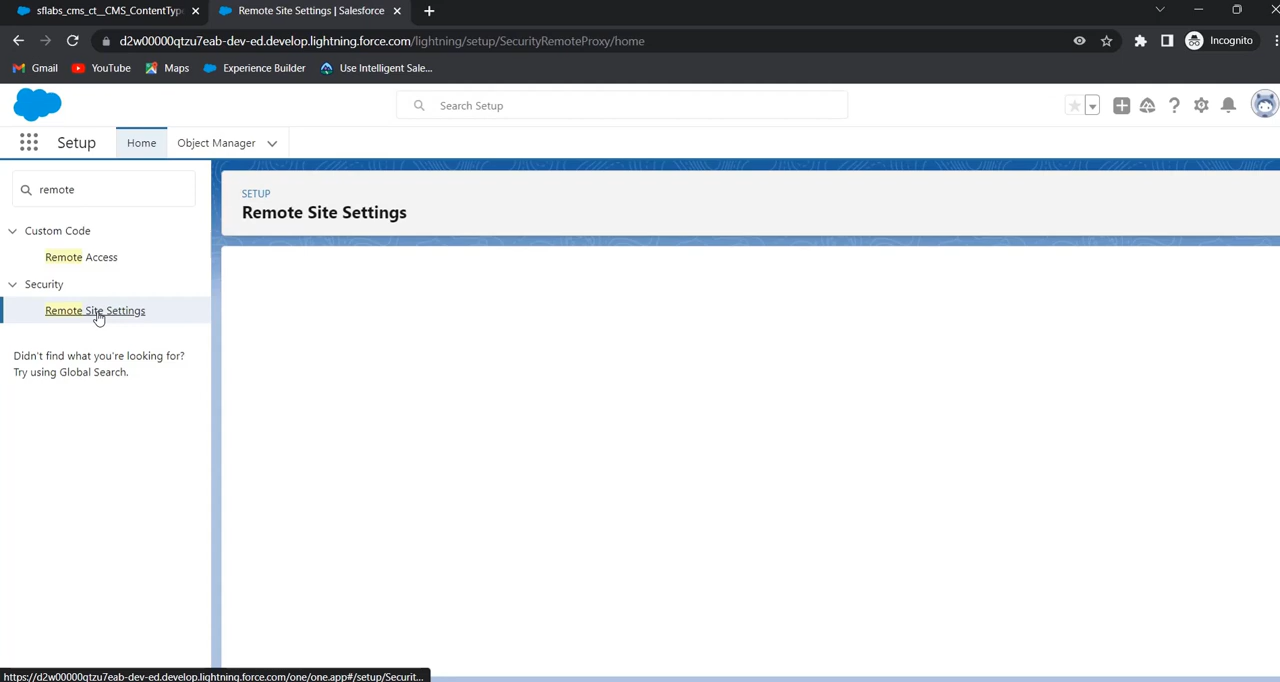 sflabs_cms_ct__CMS_ContentTyp
Remote Site Settings | Salesforce
d2w00000qtzu7eab-dev-ed.develop.lightning.force.com/lightning/setup/SecurityRemoteProxy/home
Incognito
Gmail
YouTube
Maps
Experience Builder
Use Intelligent Sale...
Search Setup
Setup
Home
Object Manager
remote
SETUP
Remote Site Settings
Custom Code
Remote Access
Security
Remote Site Settings
Didn't find what you're looking for?
Try using Global Search.
https://d2w00000qtzu7eab-dev-ed.develop.lightning.force.com/one/one.app#/setup/Securit...